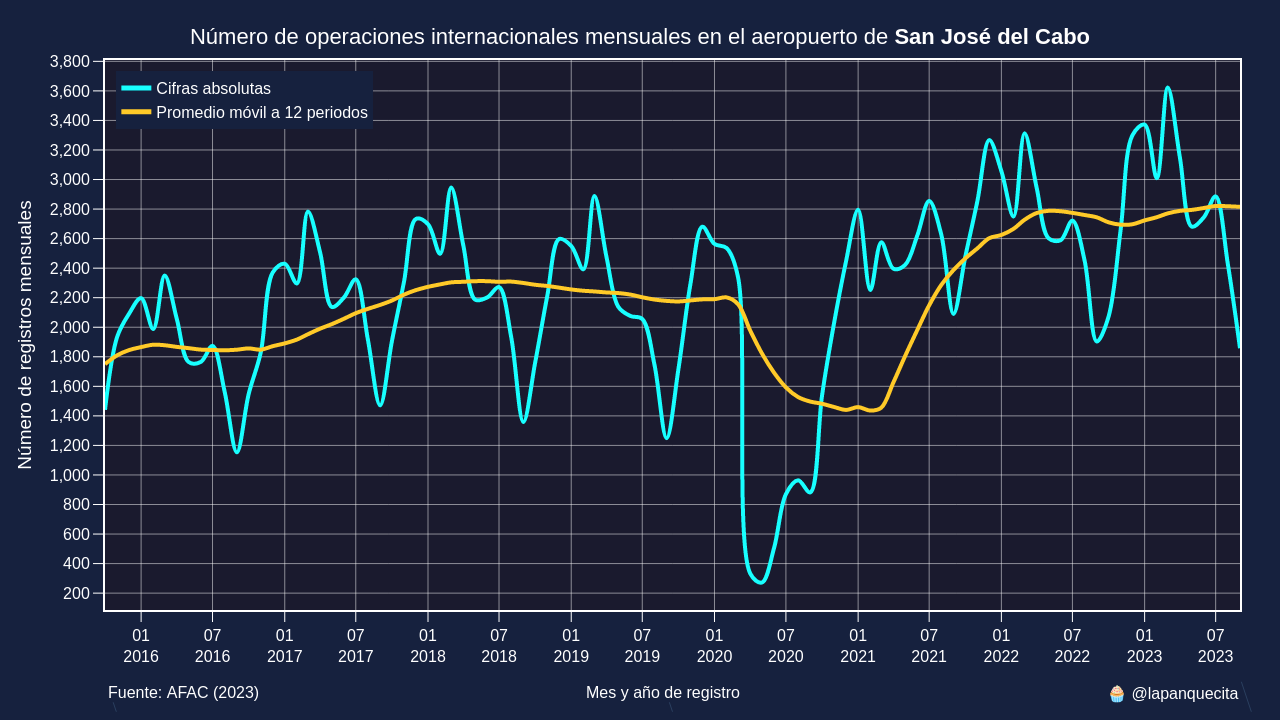 Número de operaciones internacionales mensuales en el aeropuerto de San José del Cabo
Cifras absolutas
Promedio móvil a 12 periodos
Número de registros mensuales
3,800
3,600
3,400
3,200
3,000
2,800
2,600
2,400
2,200
2,000
1,800
1,600
1,400
1,200
1,000
800
600
400
200
01 07 01 07 01 07 01 07 01 07 01 07 01 07 01 07
2016 2016 2017 2017 2018 2018 2019 2019 2020 2020 2021 2021 2022 2022 2023 2023
Fuente: AFAC (2023) Mes y año de registro 🧁 @lapanquecita